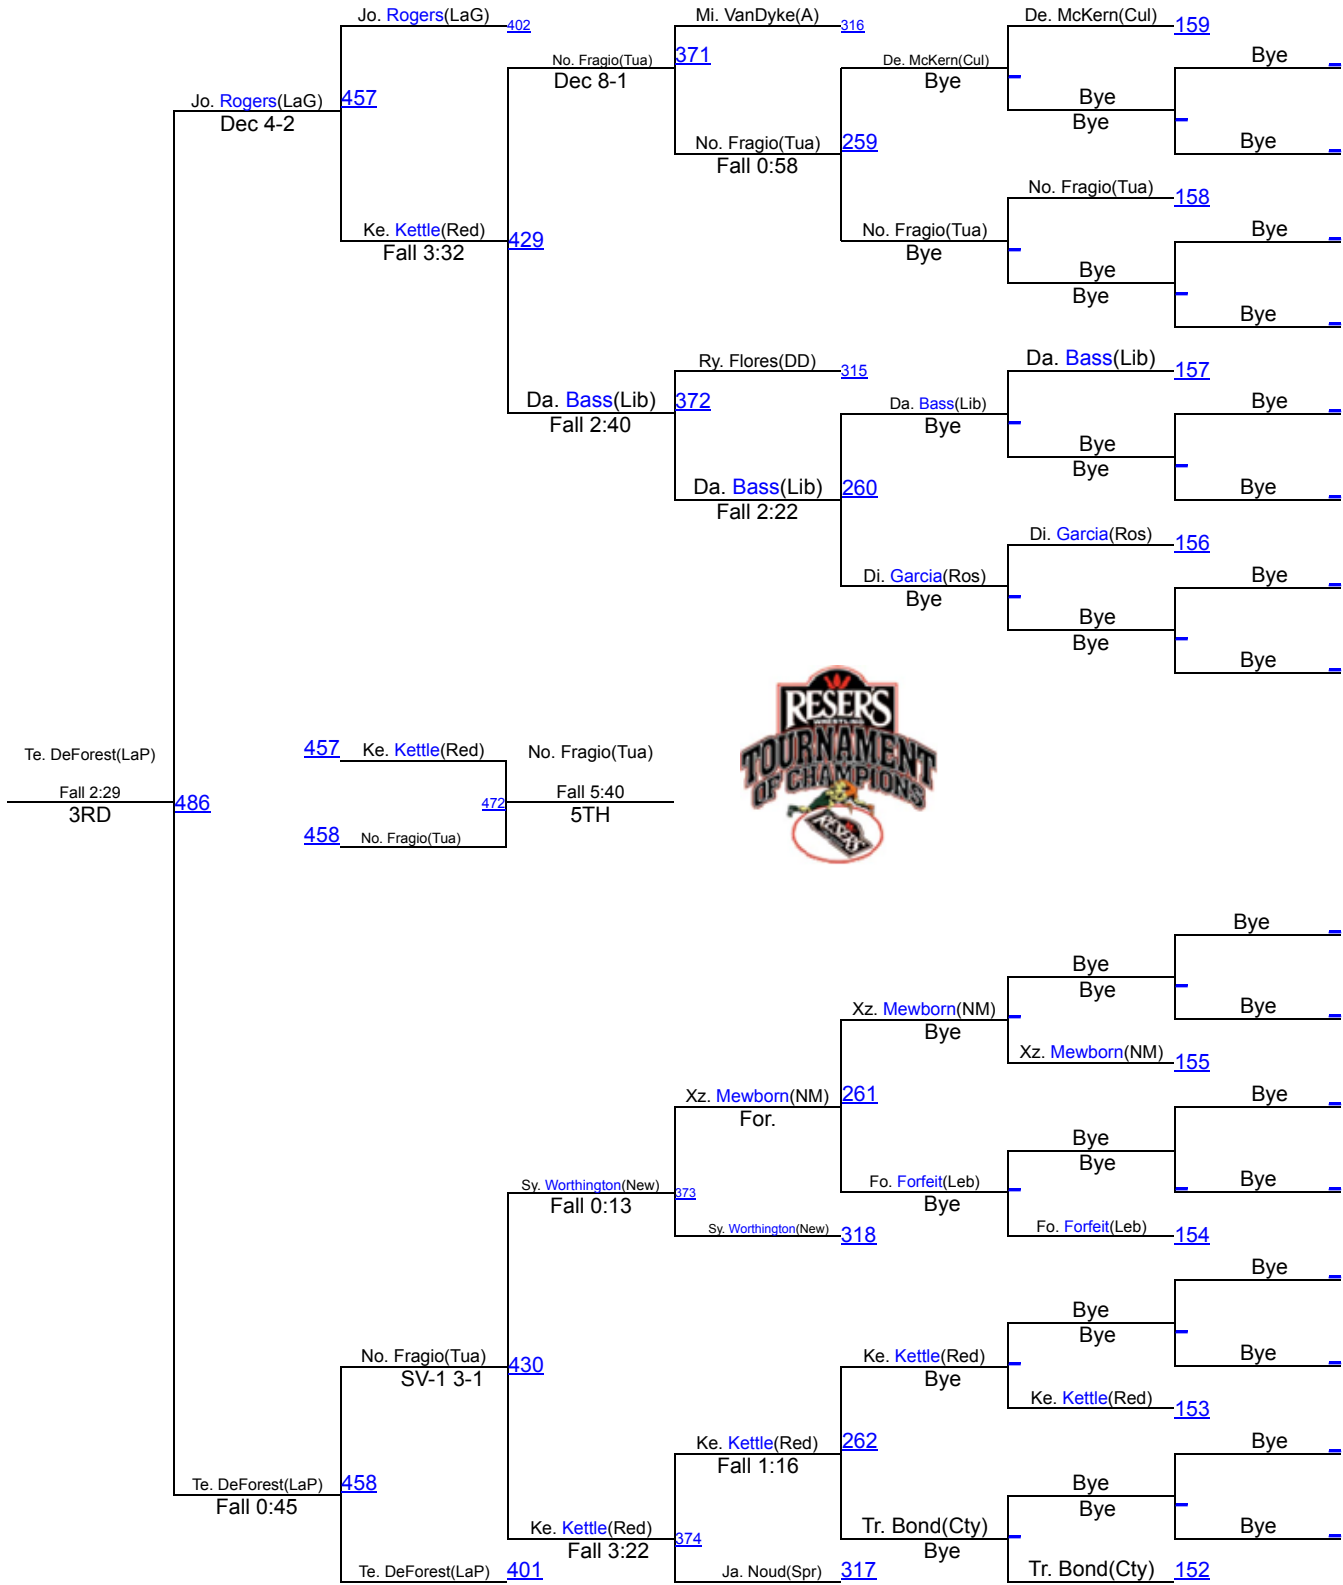 Jo. Rogers(LaG)
402
Mi. VanDyke(A)
316
De. McKern(Cul)
159
Bye
No. Fragio(Tua)
Dec 8-1
371
De. McKern(Cul)
Bye
Bye
Bye
Bye
Jo. Rogers(LaG)
Dec 4-2
457
No. Fragio(Tua)
Fall 0:58
259
No. Fragio(Tua)
158
Bye
Ke. Kettle(Red)
Fall 3:32
429
No. Fragio(Tua)
Bye
Bye
Bye
Bye
Ry. Flores(DD)
315
Da. Bass(Lib)
157
Bye
Da. Bass(Lib)
Fall 2:40
372
Da. Bass(Lib)
Bye
Bye
Bye
Bye
Da. Bass(Lib)
Fall 2:22
260
Di. Garcia(Ros)
156
Bye
Di. Garcia(Ros)
Bye
Bye
Bye
Bye
RESER'S
WRESTLING
TOURNAMENT
OF CHAMPIONS
RESER'S
Te. DeForest(LaP)
Fall 2:29
3RD
486
457
Ke. Kettle(Red)
No. Fragio(Tua)
472
Fall 5:40
5TH
458
No. Fragio(Tua)
Bye
Bye
Bye
Bye
Xz. Mewborn(NM)
Bye
Xz. Mewborn(NM)
155
Xz. Mewborn(NM)
For.
261
Bye
Bye
Bye
Bye
Sy. Worthington(New)
Fall 0:13
373
Fo. Forfeit(Leb)
Bye
Sy. Worthington(New)
318
Fo. Forfeit(Leb)
154
Bye
Bye
Bye
Bye
No. Fragio(Tua)
SV-1 3-1
430
Ke. Kettle(Red)
Bye
Ke. Kettle(Red)
153
Ke. Kettle(Red)
Fall 1:16
262
Bye
Te. DeForest(LaP)
Fall 0:45
458
Bye
Bye
Bye
Ke. Kettle(Red)
Fall 3:22
374
Tr. Bond(Cty)
Bye
Te. DeForest(LaP)
401
Ja. Noud(Spr)
317
Tr. Bond(Cty)
152